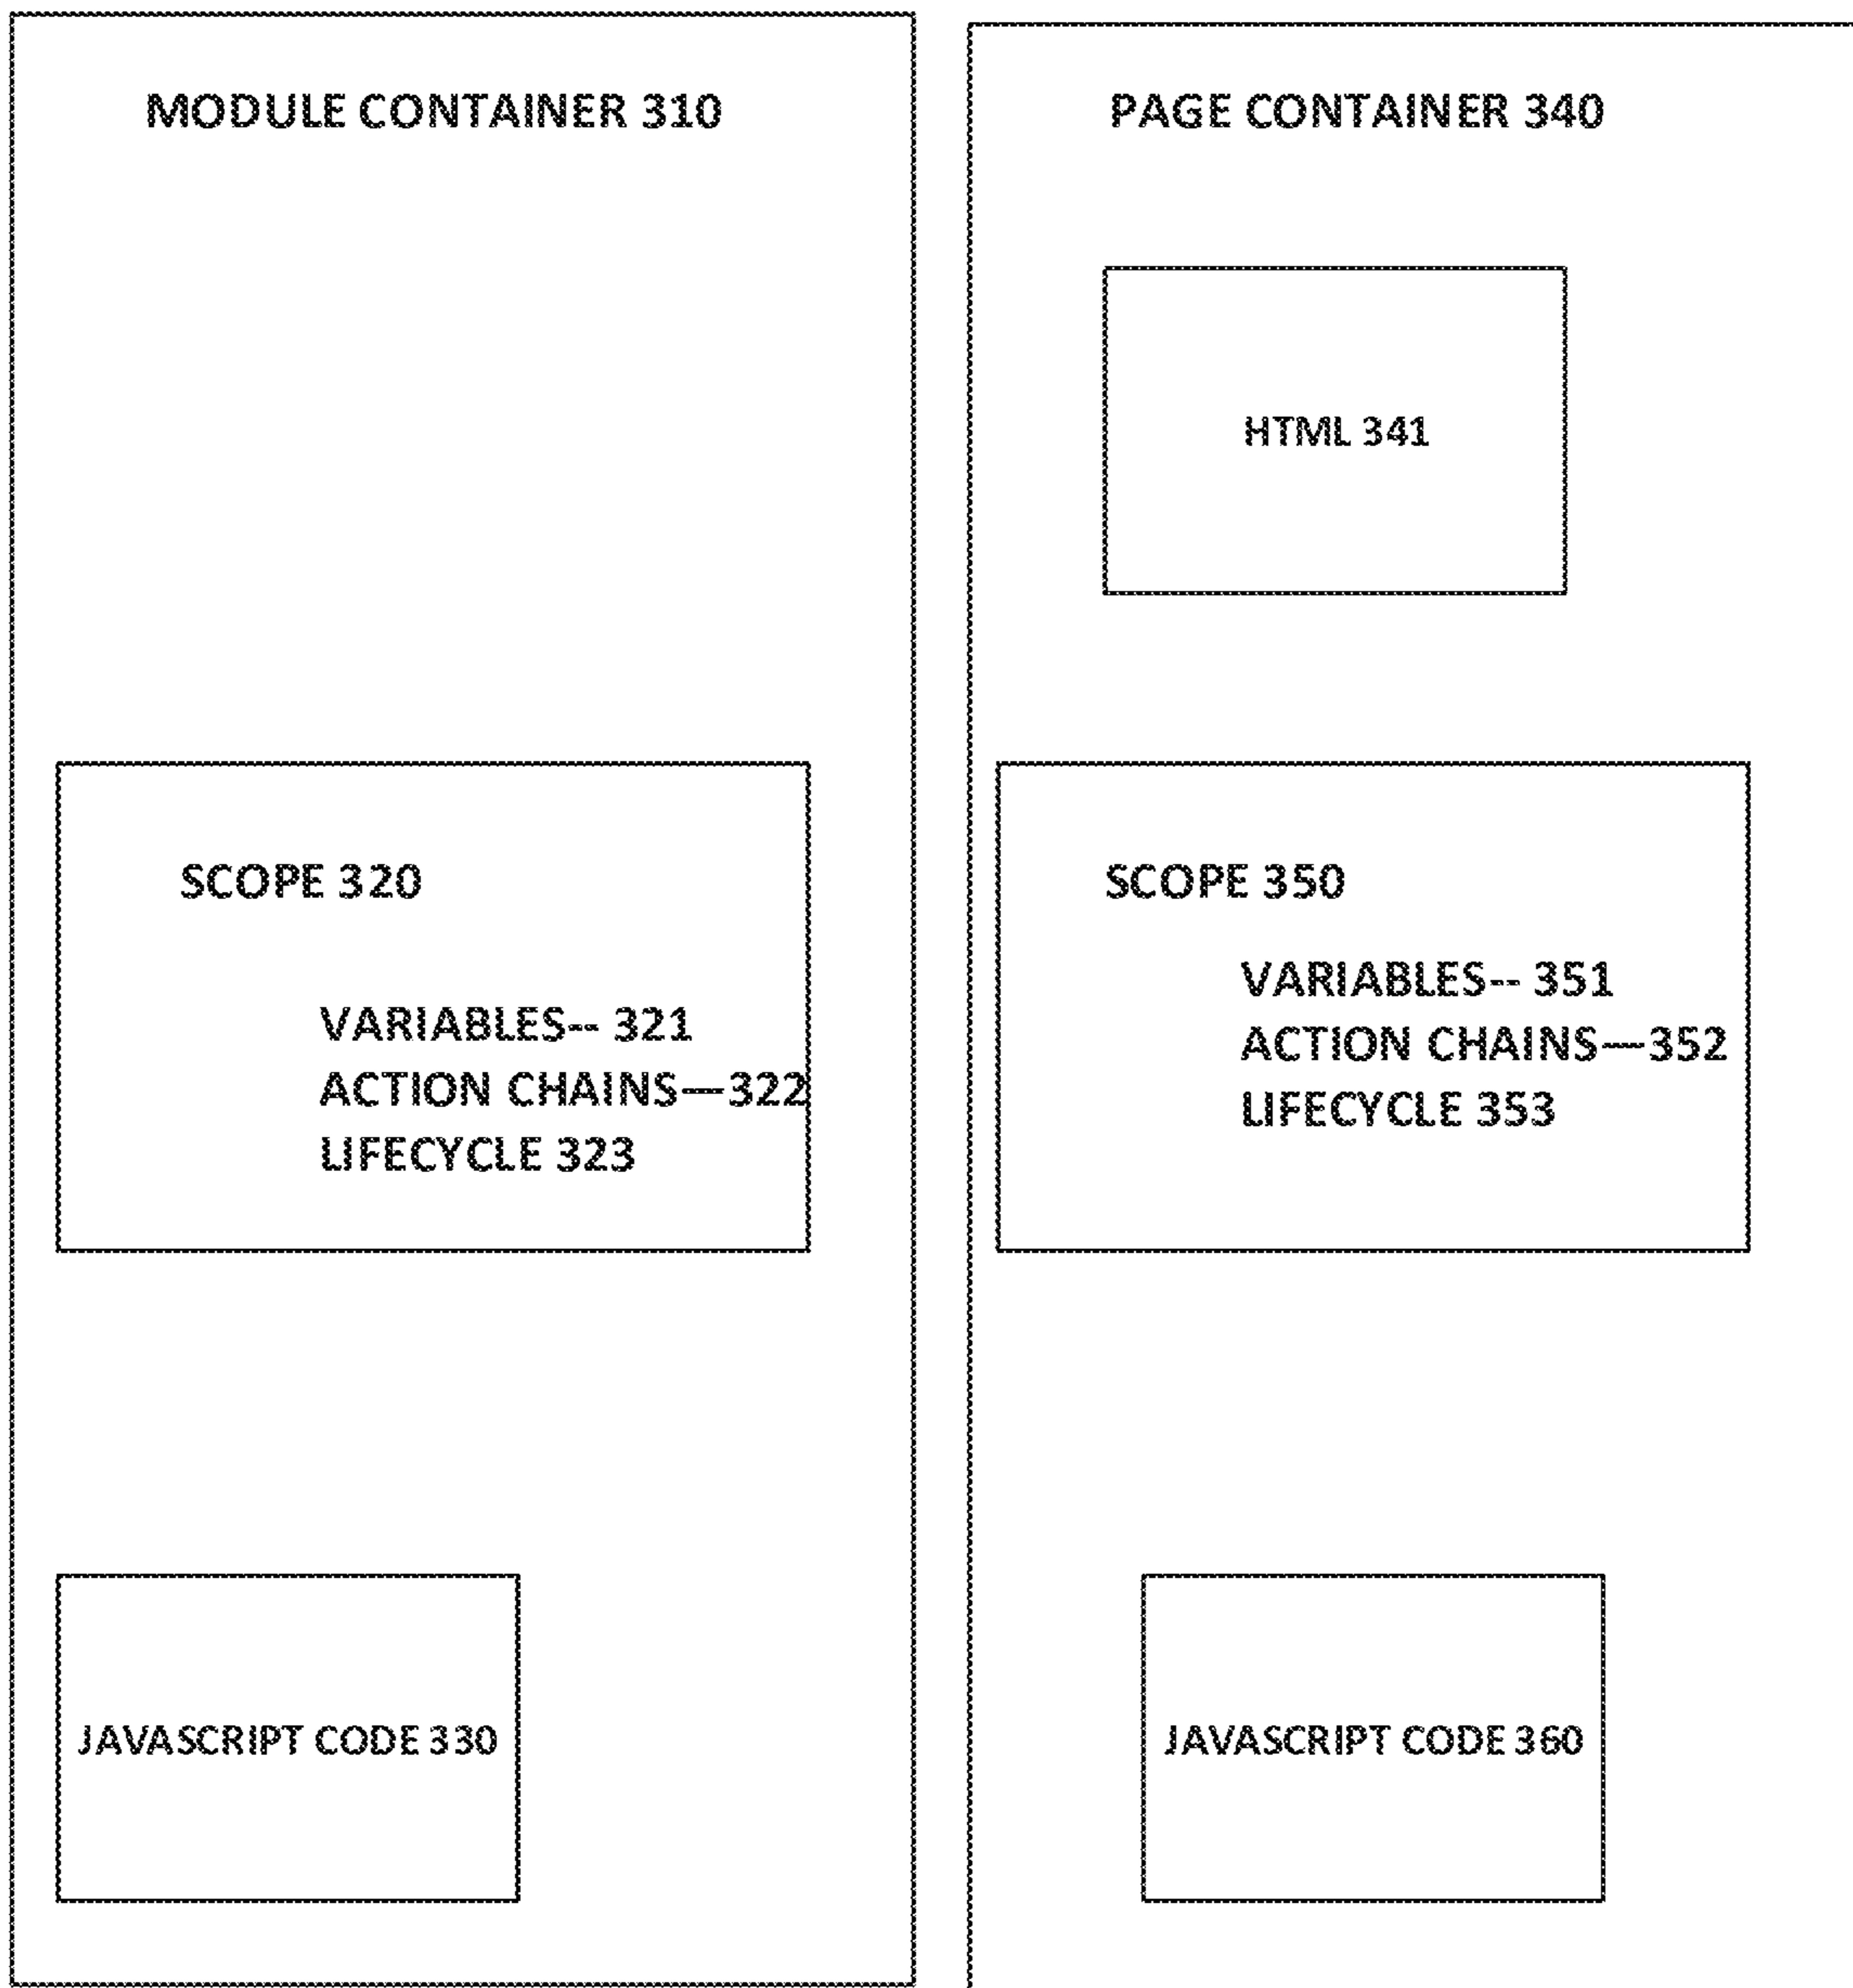 MODULE CONTAINER 310
SCOPE 320
VARIABLES-- 321
ACTION CHAINS—322
LIFECYCLE 323
JAVASCRIPT CODE 330
PAGE CONTAINER 340
HTML 341
SCOPE 350
VARIABLES-- 351
ACTION CHAINS—352
LIFECYCLE 353
JAVASCRIPT CODE 360